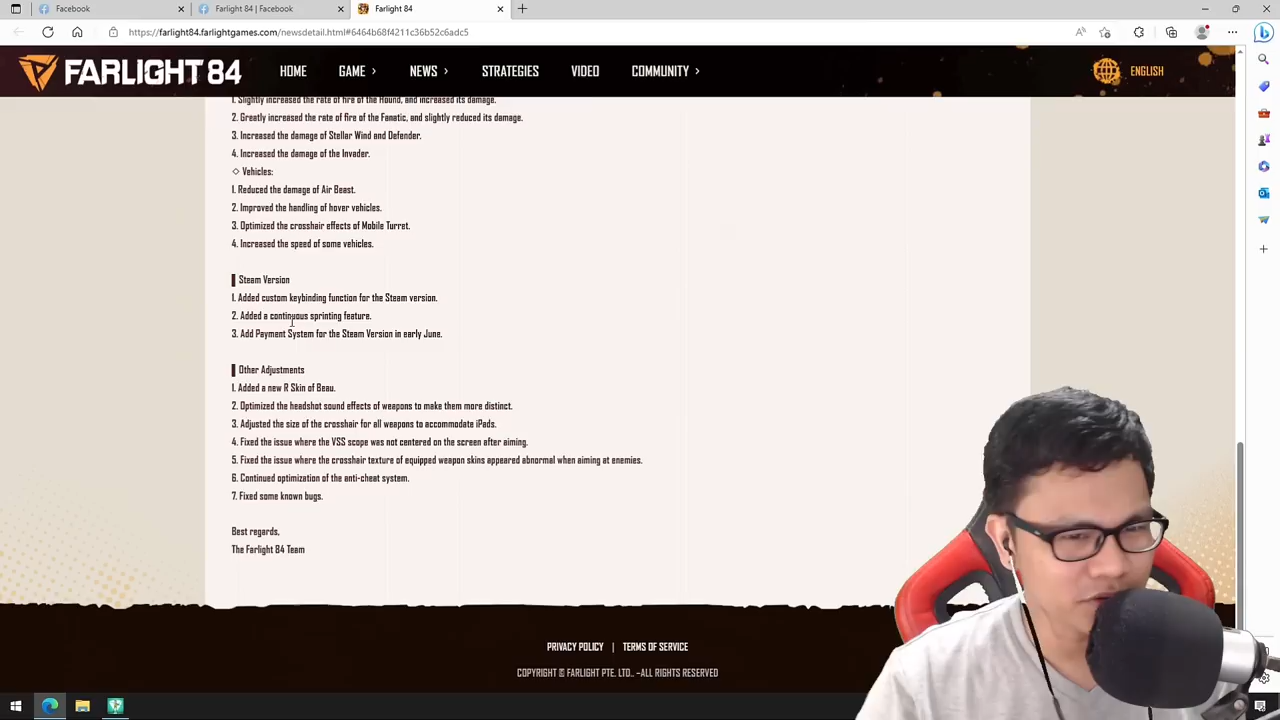 Facebook
Farlight 84 | Facebook
Farlight 84
https://farlight84.farlightgames.com/newsdetail.html#6464b68f4211c36b52c6adc5
FARLIGHT 84
HOME
GAME
NEWS
STRATEGIES
VIDEO
COMMUNITY
ENGLISH
1. Slightly increased the rate of fire of the Hound, and increased its damage.
2. Greatly increased the rate of fire of the Fanatic, and slightly reduced its damage.
3. Increased the damage of Stellar Wind and Defender.
4. Increased the damage of the Invader.
◇ Vehicles:
1. Reduced the damage of Air Beast.
2. Improved the handling of hover vehicles.
3. Optimized the crosshair effects of Mobile Turret.
4. Increased the speed of some vehicles.
Steam Version
1. Added custom keybinding function for the Steam version.
2. Added a continuous sprinting feature.
3. Add Payment System for the Steam Version in early June.
Other Adjustments
1. Added a new R Skin of Beau.
2. Optimized the headshot sound effects of weapons to make them more distinct.
3. Adjusted the size of the crosshair for all weapons to accommodate iPads.
4. Fixed the issue where the VSS scope was not centered on the screen after aiming.
5. Fixed the issue where the crosshair texture of equipped weapon skins appeared abnormal when aiming at enemies.
6. Continued optimization of the anti-cheat system.
7. Fixed some known bugs.
Best regards,
The Farlight 84 Team
PRIVACY POLICY | TERMS OF SERVICE
COPYRIGHT FARLIGHT PTE. LTD.. -ALL RIGHTS RESERVED